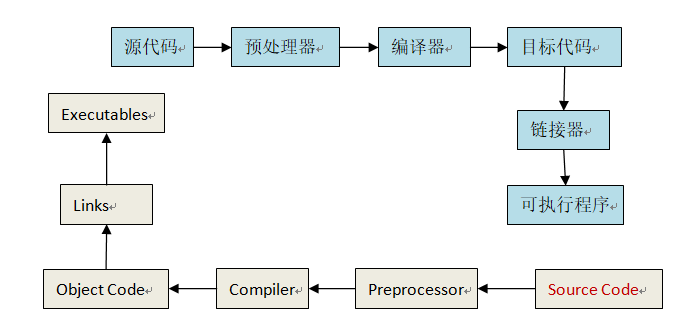 源代码
预处理器
编译器
目标代码
Executables
链接器
Links
可执行程序
Object Code
Compiler
Preprocessor
Source Code